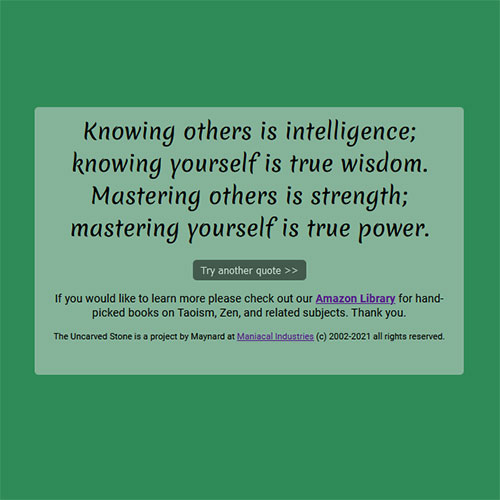 Knowing others is intelligence;
knowing yourself is true wisdom.
Mastering others is strength;
mastering yourself is true power.
Try another quote >>
If you would like to learn more please check out our Amazon Library for hand-
picked books on Taoism, Zen, and related subjects. Thank you.
The Uncarved Stone is a project by Maynard at Maniacal Industries (c) 2002-2021 all rights reserved.